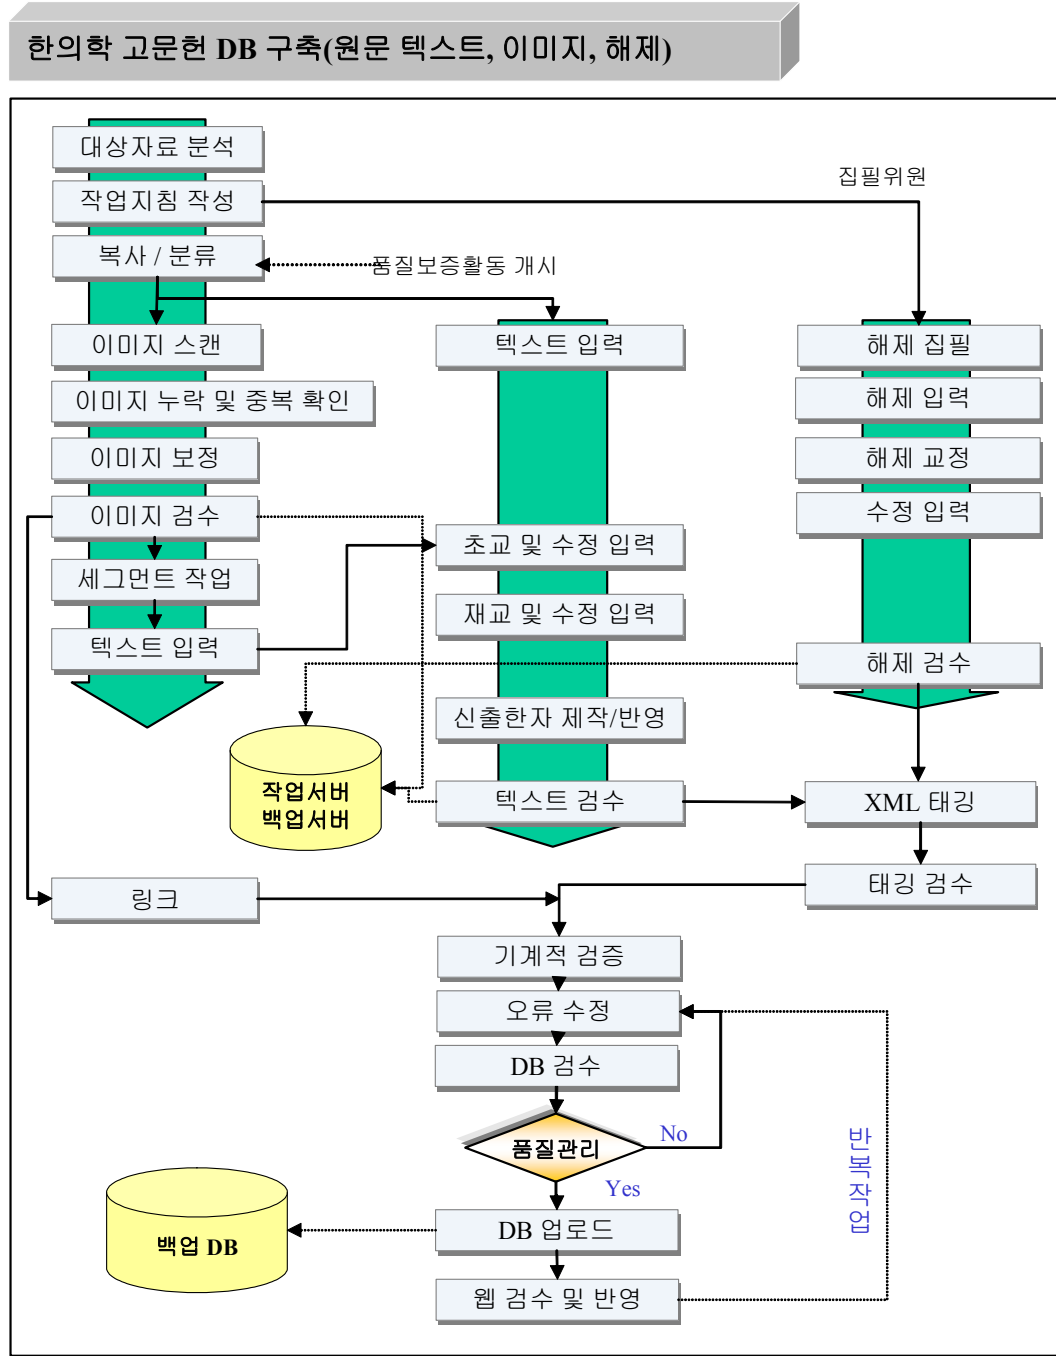 한의학 고문헌 DB 구축(원문 텍스트, 이미지, 해제)
대상자료 분석
작업지침 작성
집필위원
복사 / 분류
품질보증활동 개시
이미지 스캔
텍스트 입력
해제 집필
이미지 누락 및 중복 확인
해제 입력
이미지 보정
해제 교정
이미지 검수
수정 입력
초교 및 수정 입력
세그먼트 작업
재교 및 수정 입력
텍스트 입력
해제 검수
신출한자 제작/반영
작업서버
백업서버
텍스트 검수
XML 태깅
태깅 검수
링크
기계적 검증
오류 수정
DB 검수
품질관리
No
반복작업
Yes
DB 업로드
백업 DB
웹 검수 및 반영